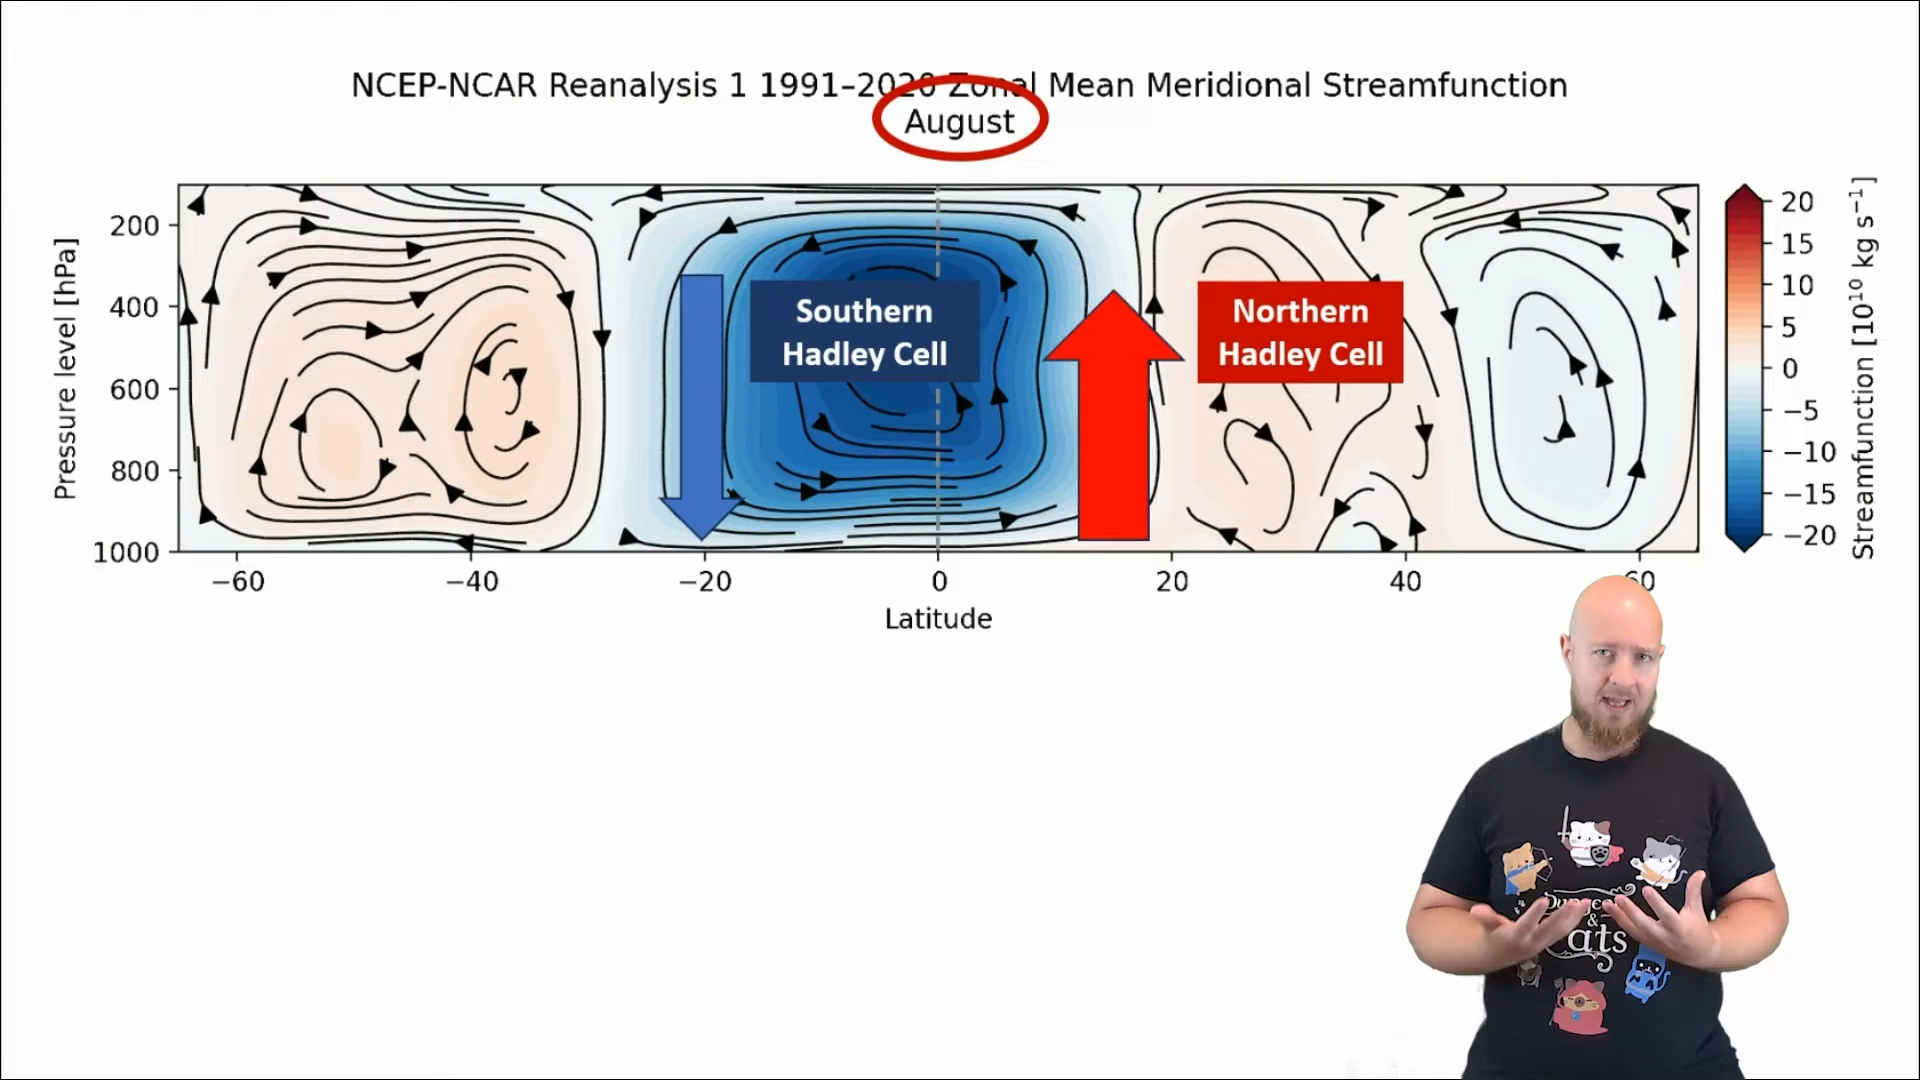 NCEP-NCAR Reanalysis 1 1991–2020 Zonal Mean Meridional Streamfunction
August
Pressure level [hPa]
200
400
600
800
1000
Southern
Hadley Cell
Northern
Hadley Cell
−60
−40
−20
0
20
40
60
Latitude
20
15
10
5
0
−5
−10
−15
−20
Streamfunction [10¹⁰ kg s⁻¹]
&